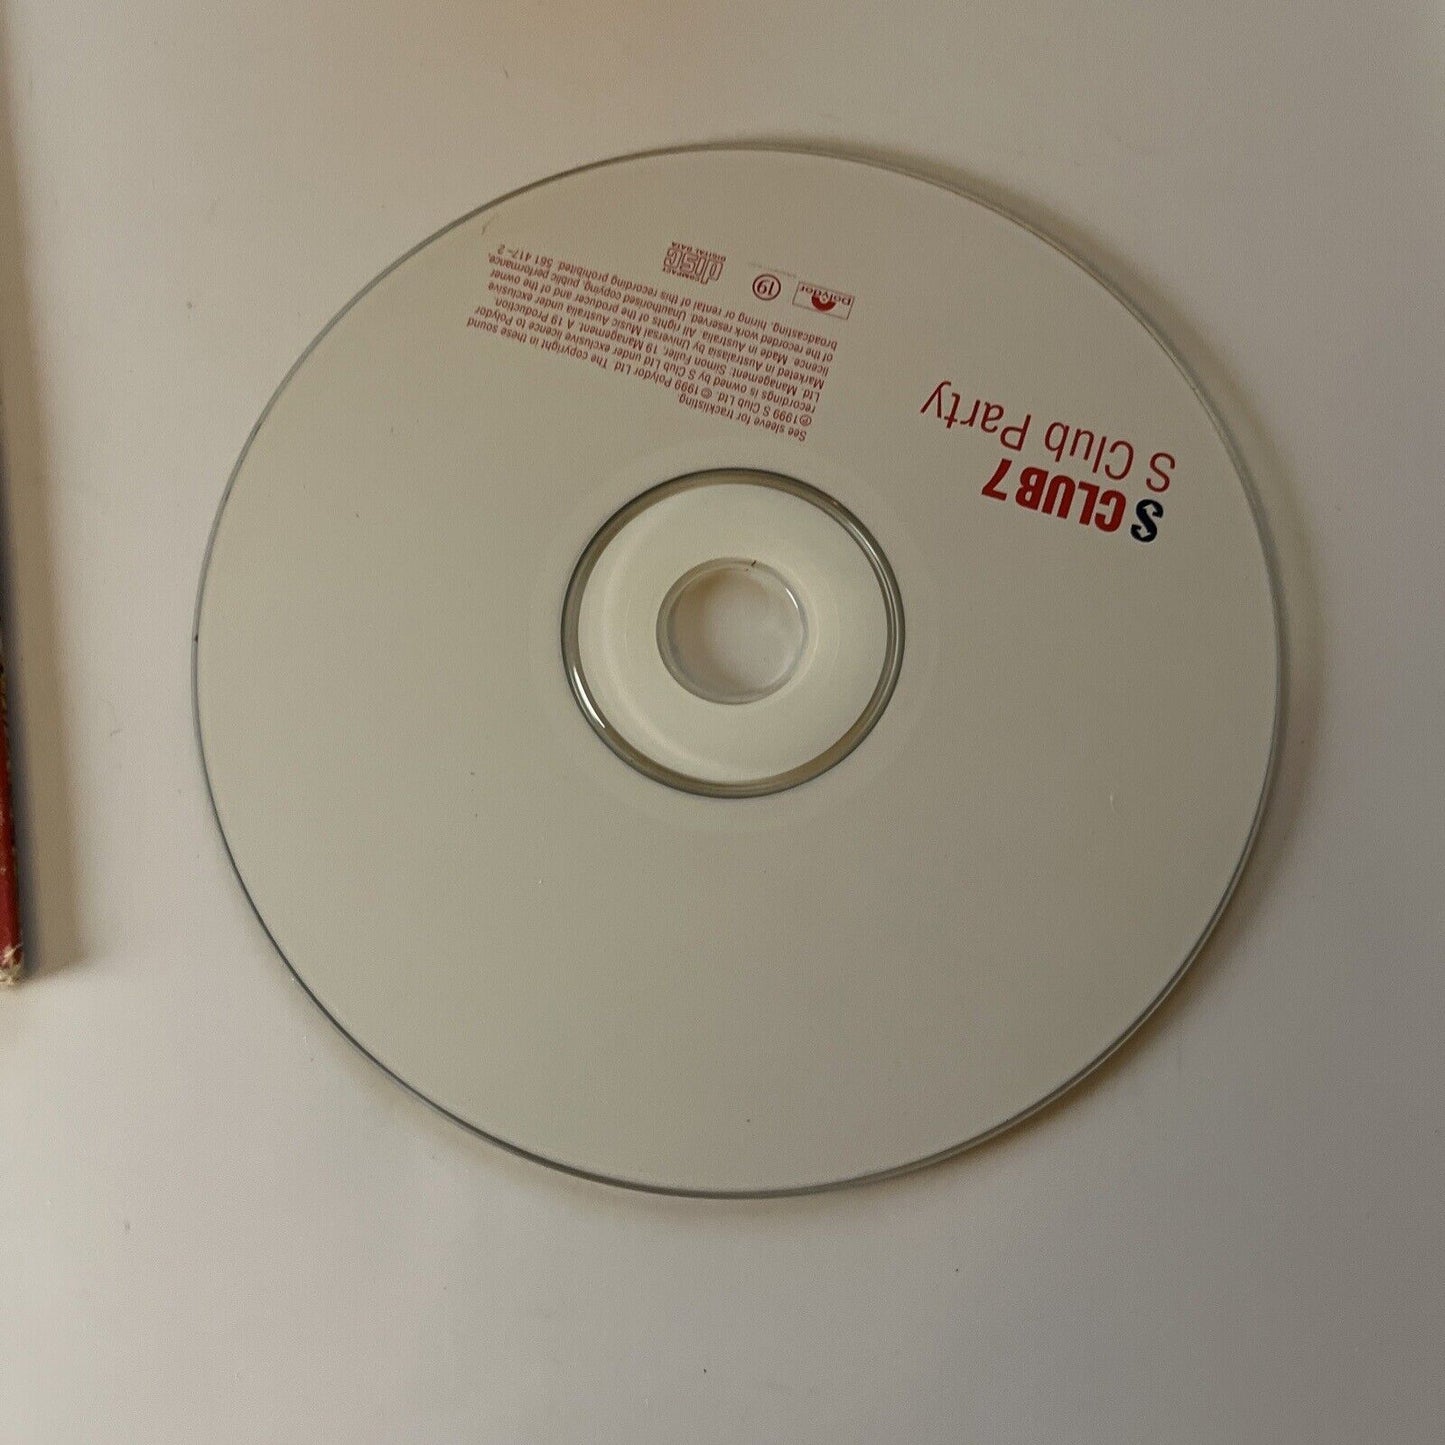 S CLUB 7
S Club Party
See sleeve for tracklisting.
℗1999 S Club Ltd. © 1999 Polydor Ltd. The copyright in these sound
recordings is owned by S Club Ltd under exclusive licence to Polydor
Ltd. Management: Simon Fuller, 19 Management. A 19 Production.
Marketed in Australasia by Universal Music Australia under exclusive
licence. Made in Australia. All rights of the producer and of the owner
of the recorded work reserved. Unauthorised copying, public performance,
broadcasting, hiring or rental of this recording prohibited. 561 417-2
polydor
19
COMPACT
disc
DIGITAL DATA